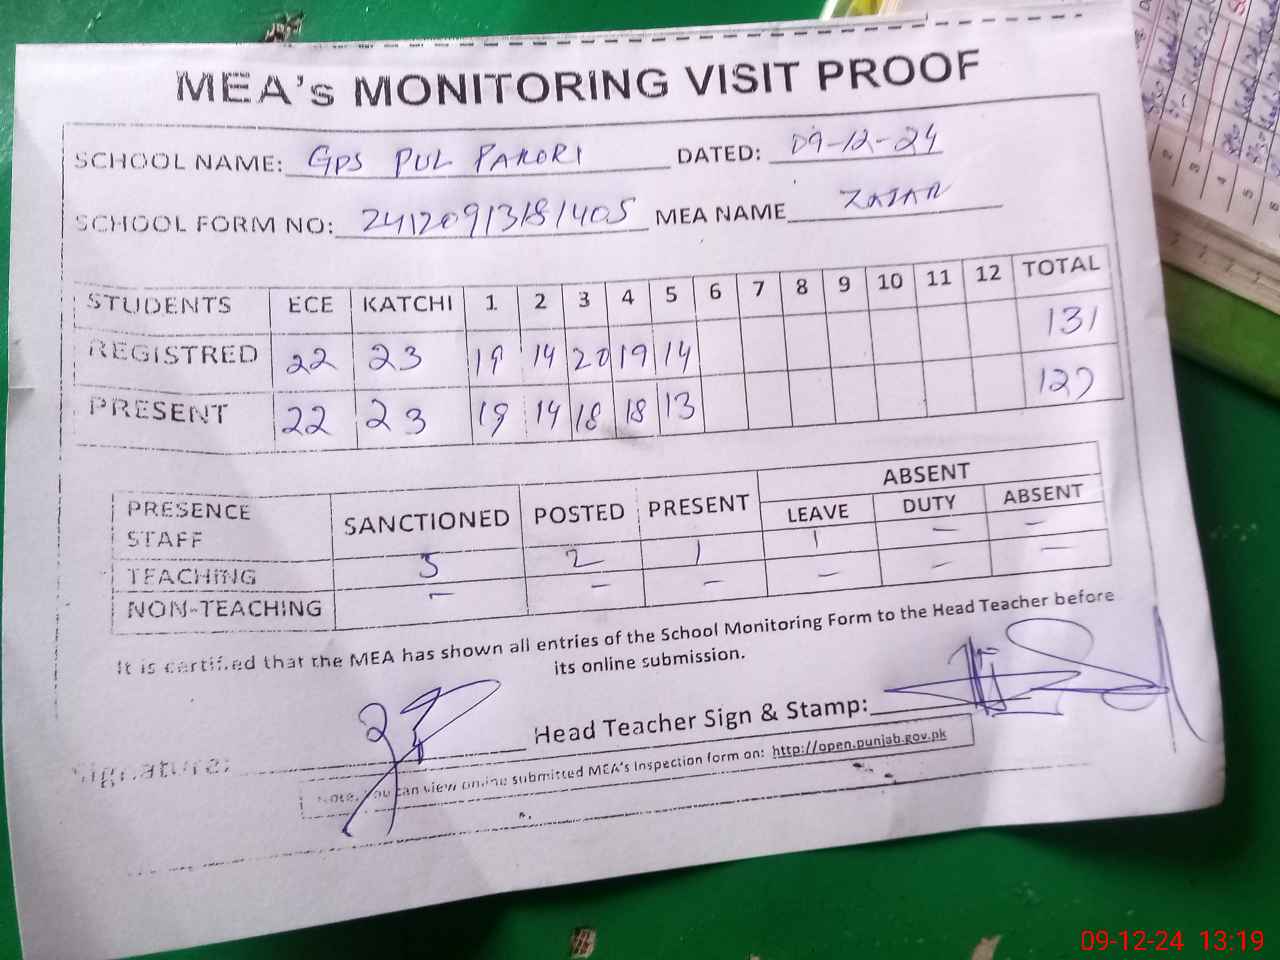 MEA's MONITORING VISIT PROOF
SCHOOL NAME: GPS PUL PAKORI DATED: 09-12-24
SCHOOL FORM NO: 24120913181405 MEA NAME ZAFAR
STUDENTS ECE KATCHI 1 2 3 4 5 6 7 8 9 10 11 12 TOTAL
REGISTRED 22 23 19 14 20 19 14 131
PRESENT 22 23 19 14 18 18 13 127
ABSENT
PRESENCE STAFF SANCTIONED POSTED PRESENT LEAVE DUTY ABSENT
TEACHING 5 2 1 1 - -
NON-TEACHING - - - - - -
It is certified that the MEA has shown all entries of the School Monitoring Form to the Head Teacher before
its online submission.
Signature: Head Teacher Sign & Stamp:
Note, You can view online submitted MEA's Inspection form on: http://open.punjab.gov.pk
09-12-24 13:19